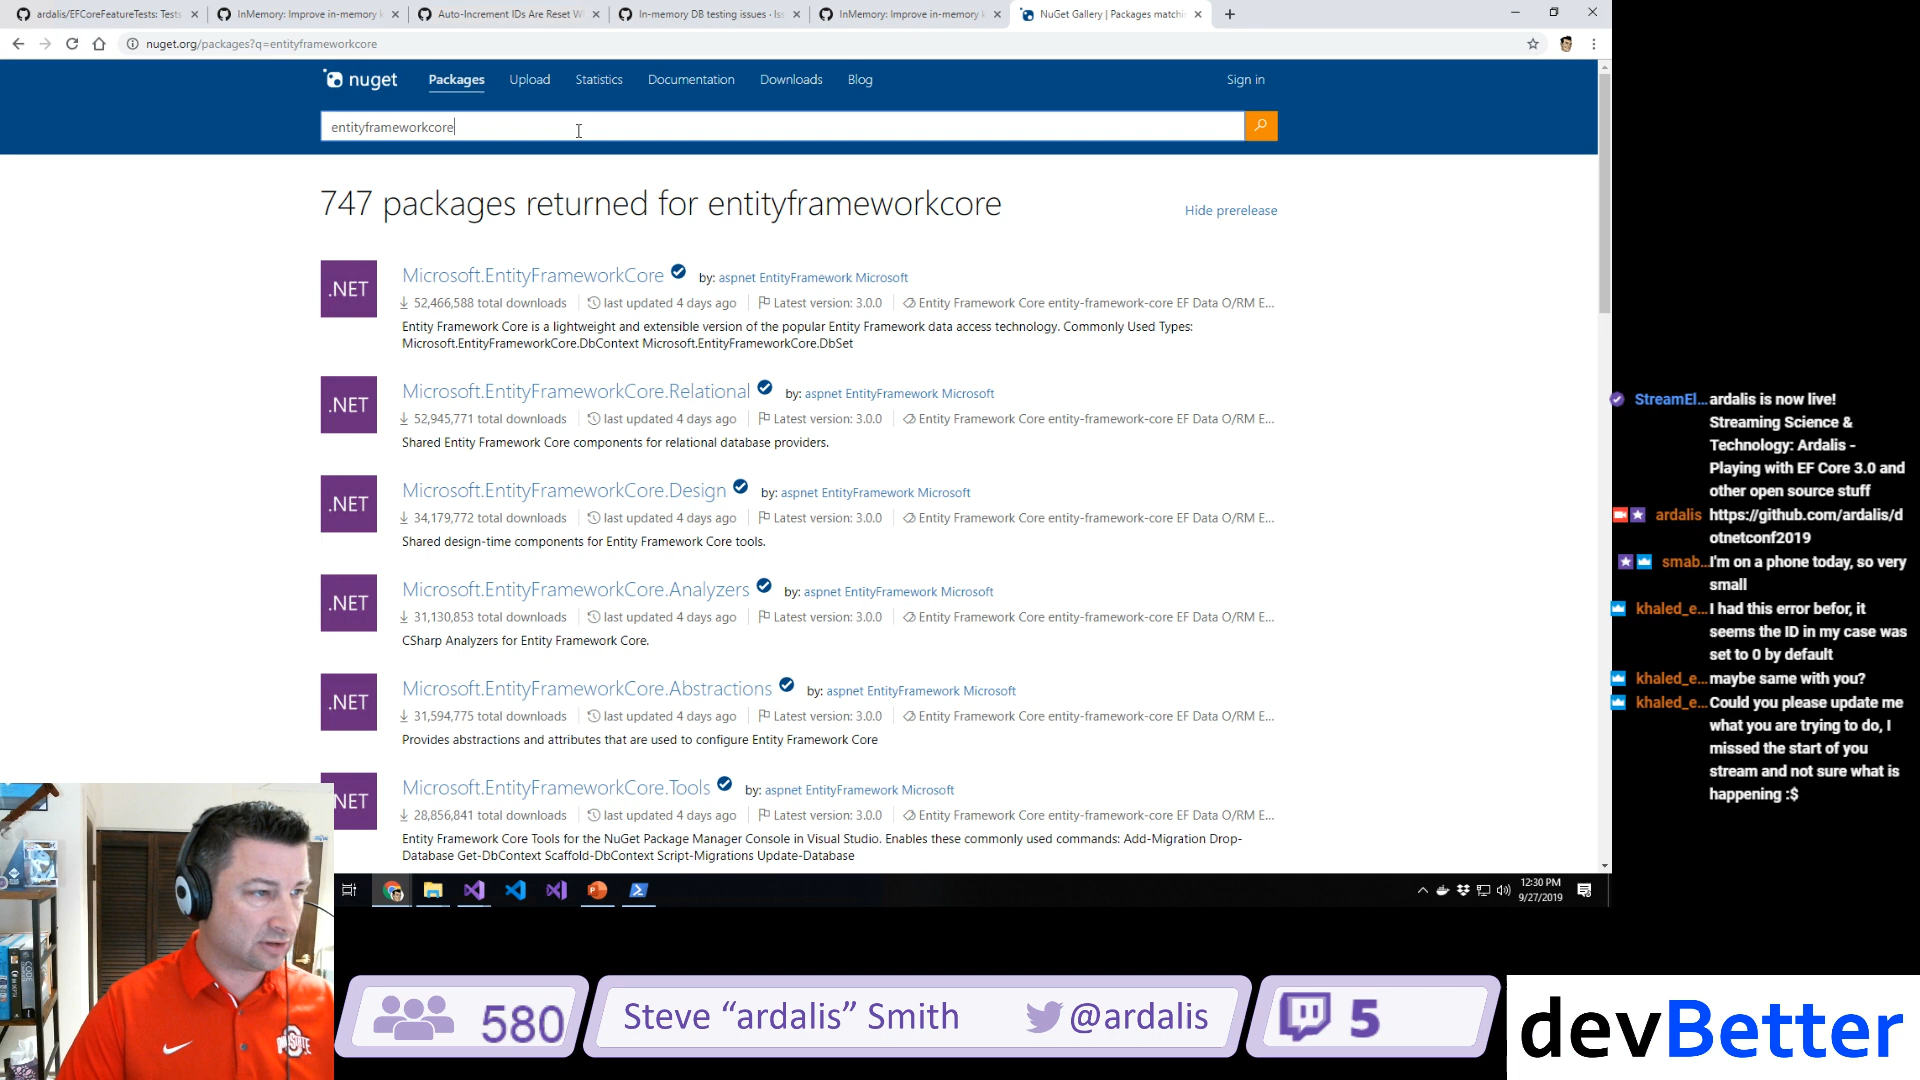 ardalis/EFCoreFeatureTests: Tests
InMemory: Improve in-memory k
Auto-Increment IDs Are Reset W
In-memory DB testing issues · Iss
InMemory: Improve in-memory k
NuGet Gallery | Packages matchi
nuget.org/packages?q=entityframeworkcore
nuget
Packages
Upload
Statistics
Documentation
Downloads
Blog
Sign in
entityframeworkcore
747 packages returned for entityframeworkcore
Hide prerelease
.NET
Microsoft.EntityFrameworkCore by: aspnet EntityFramework Microsoft
52,466,588 total downloads last updated 4 days ago Latest version: 3.0.0 Entity Framework Core entity-framework-core EF Data O/RM E...
Entity Framework Core is a lightweight and extensible version of the popular Entity Framework data access technology. Commonly Used Types:
Microsoft.EntityFrameworkCore.DbContext Microsoft.EntityFrameworkCore.DbSet
.NET
Microsoft.EntityFrameworkCore.Relational by: aspnet EntityFramework Microsoft
52,945,771 total downloads last updated 4 days ago Latest version: 3.0.0 Entity Framework Core entity-framework-core EF Data O/RM E...
Shared Entity Framework Core components for relational database providers.
.NET
Microsoft.EntityFrameworkCore.Design by: aspnet EntityFramework Microsoft
34,179,772 total downloads last updated 4 days ago Latest version: 3.0.0 Entity Framework Core entity-framework-core EF Data O/RM E...
Shared design-time components for Entity Framework Core tools.
.NET
Microsoft.EntityFrameworkCore.Analyzers by: aspnet EntityFramework Microsoft
31,130,853 total downloads last updated 4 days ago Latest version: 3.0.0 Entity Framework Core entity-framework-core EF Data O/RM E...
CSharp Analyzers for Entity Framework Core.
.NET
Microsoft.EntityFrameworkCore.Abstractions by: aspnet EntityFramework Microsoft
31,594,775 total downloads last updated 4 days ago Latest version: 3.0.0 Entity Framework Core entity-framework-core EF Data O/RM E...
Provides abstractions and attributes that are used to configure Entity Framework Core
NET
Microsoft.EntityFrameworkCore.Tools by: aspnet EntityFramework Microsoft
28,856,841 total downloads last updated 4 days ago Latest version: 3.0.0 Entity Framework Core entity-framework-core EF Data O/RM E...
Entity Framework Core Tools for the NuGet Package Manager Console in Visual Studio. Enables these commonly used commands: Add-Migration Drop-
Database Get-DbContext Scaffold-DbContext Script-Migrations Update-Database
12:30 PM
9/27/2019
StreamEl... ardalis is now live!
Streaming Science &
Technology: Ardalis -
Playing with EF Core 3.0 and
other open source stuff
ardalis https://github.com/ardalis/d
otnetconf2019
smab... I'm on a phone today, so very
small
khaled_e... I had this error befor, it
seems the ID in my case was
set to 0 by default
khaled_e... maybe same with you?
khaled_e... Could you please update me
what you are trying to do, I
missed the start of you
stream and not sure what is
happening :$
580
Steve “ardalis” Smith
@ardalis
5
devBetter